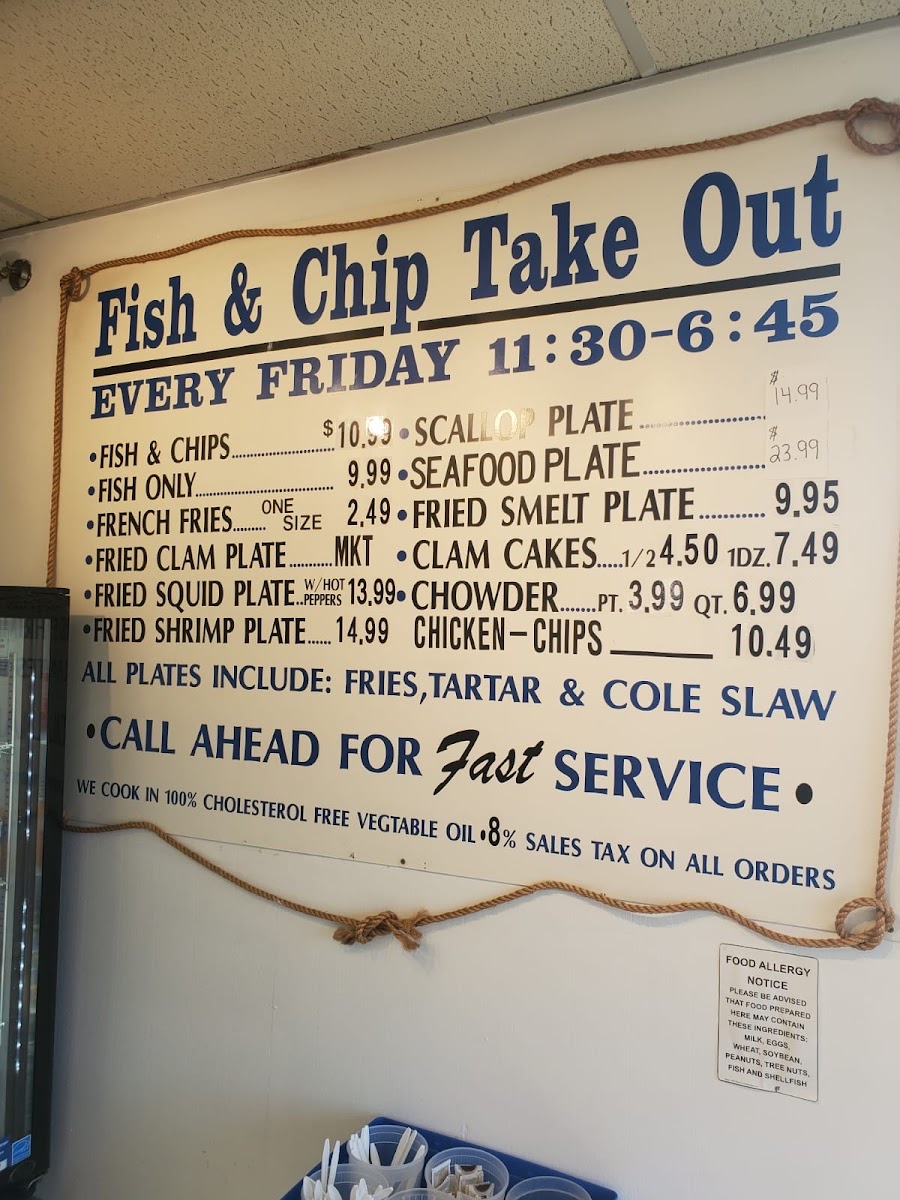 Fish & Chip Take Out
EVERY FRIDAY 11:30-6:45
•FISH & CHIPS..............................$10.99
•FISH ONLY........................................ 9.99
•FRENCH FRIES........ONE SIZE 2.49
•FRIED CLAM PLATE...........MKT
•FRIED SQUID PLATE..W/HOT PEPPERS 13.99
•FRIED SHRIMP PLATE......14.99
•SCALLOP PLATE........................$14.99
•SEAFOOD PLATE.......................$23.99
•FRIED SMELT PLATE........... 9.95
•CLAM CAKES.....1/2 4.50 1DZ.7.49
•CHOWDER........PT. 3.99 QT. 6.99
CHICKEN-CHIPS ________ 10.49
ALL PLATES INCLUDE: FRIES,TARTAR & COLE SLAW
•CALL AHEAD FOR Fast SERVICE•
WE COOK IN 100% CHOLESTEROL FREE VEGTABLE OIL•8% SALES TAX ON ALL ORDERS
FOOD ALLERGY
NOTICE
PLEASE BE ADVISED
THAT FOOD PREPARED
HERE MAY CONTAIN
THESE INGREDIENTS:
MILK, EGGS,
WHEAT, SOYBEAN,
PEANUTS, TREE NUTS,
FISH AND SHELLFISH